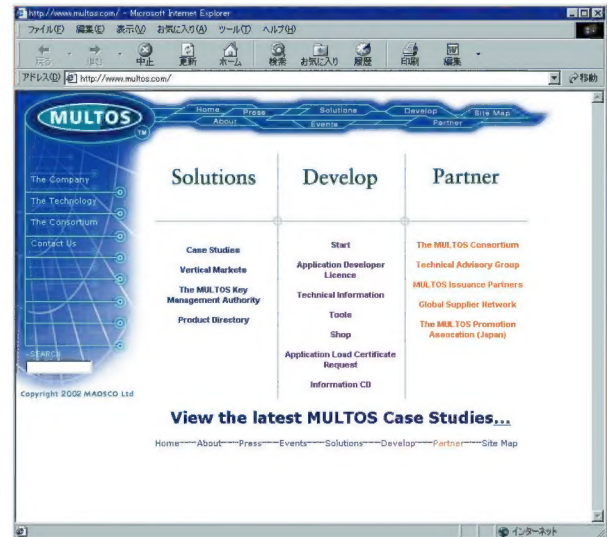 http://www.multos.com/ - Microsoft Internet Explorer
ファイル(F) 編集(E) 表示(V) お気に入り(A) ツール(T) ヘルプ(H)
戻る 進む 中止 更新 ホーム 検索 お気に入り 履歴 印刷 編集
アドレス(D) http://www.multos.com/ 移動
MULTOS
TM
Home Press Solutions Develop Site Map
About Events Partner
The Company
The Technology
The Consortium
Contact Us
SEARCH
Copyright 2002 MAOSCO Ltd
Solutions
Case Studies
Vertical Markets
The MULTOS Key
Management Authority
Product Directory
Develop
Start
Application Developer
Licence
Technical Information
Tools
Shop
Application Load Certificate
Request
Information CD
Partner
The MULTOS Consortium
Technical Advisory Group
MULTOS Issuance Partners
Global Supplier Network
The MULTOS Promotion
Association (Japan)
View the latest MULTOS Case Studies...
Home----About----Press----Events----Solutions----Develop----Partner----Site Map
インターネット